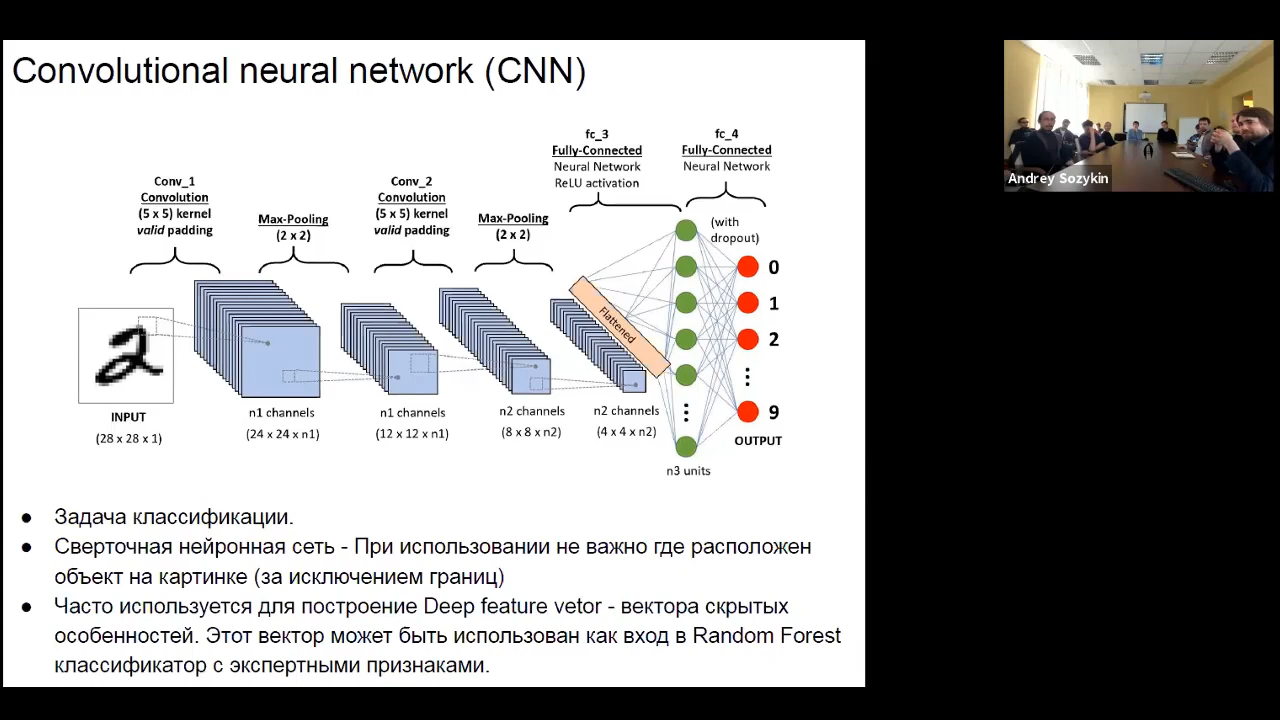 Convolutional neural network (CNN)
Andrey Sozykin
fc_3
Fully-Connected
Neural Network
ReLU activation
fc_4
Fully-Connected
Neural Network
Conv_1
Convolution
(5 x 5) kernel
valid padding
Max-Pooling
(2 x 2)
Conv_2
Convolution
(5 x 5) kernel
valid padding
Max-Pooling
(2 x 2)
(with
dropout)
Flattened
0
1
2
9
OUTPUT
INPUT
(28 x 28 x 1)
n1 channels
(24 x 24 x n1)
n1 channels
(12 x 12 x n1)
n2 channels
(8 x 8 x n2)
n2 channels
(4 x 4 x n2)
n3 units
● Задача классификации.
● Сверточная нейронная сеть - При использовании не важно где расположен
объект на картинке (за исключением границ)
● Часто используется для построение Deep feature vetor - вектора скрытых
особенностей. Этот вектор может быть использован как вход в Random Forest
классификатор с экспертными признаками.